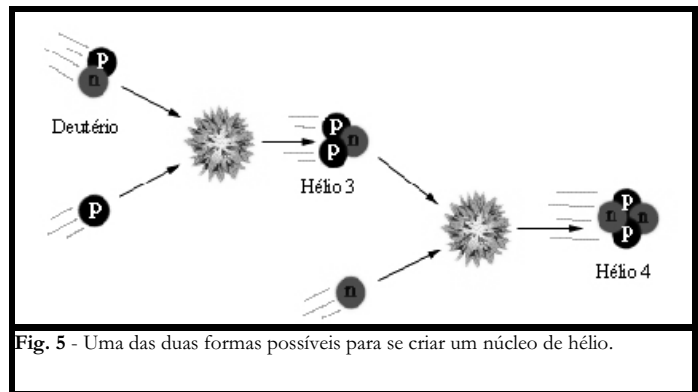 p
n
Deutério
p
p
n
p
Hélio 3
n
p
n
n
p
Hélio 4
Fig. 5 - Uma das duas formas possíveis para se criar um núcleo de hélio.